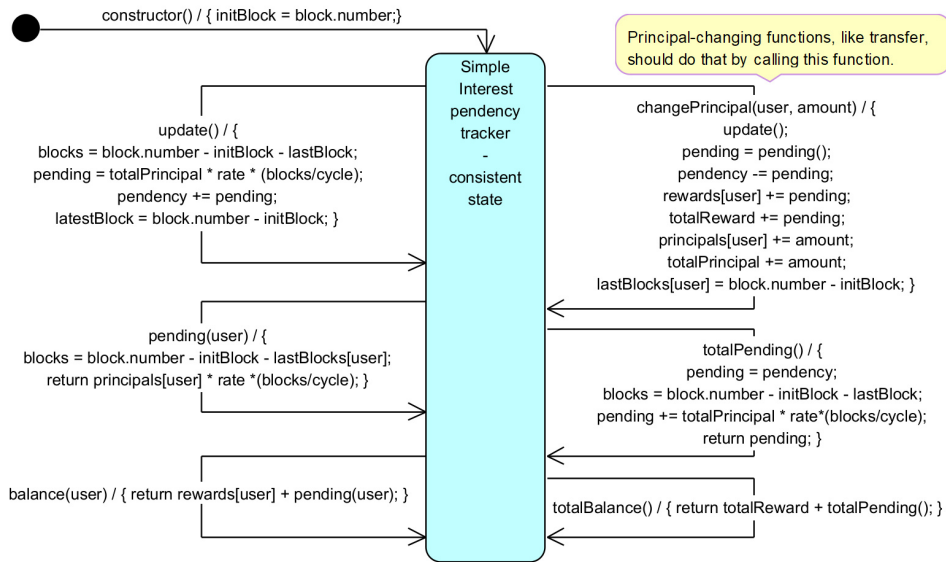 constructor() / { initBlock = block.number;}
Principal-changing functions, like transfer,
should do that by calling this function.
Simple
Interest
pendency
tracker
-
consistent
state
update() / {
blocks = block.number - initBlock - lastBlock;
pending = totalPrincipal * rate * (blocks/cycle);
pendency += pending;
latestBlock = block.number - initBlock; }
changePrincipal(user, amount) / {
update();
pending = pending();
pendency -= pending;
rewards[user] += pending;
totalReward += pending;
principals[user] += amount;
totalPrincipal += amount;
lastBlocks[user] = block.number - initBlock; }
pending(user) / {
blocks = block.number - initBlock - lastBlocks[user];
return principals[user] * rate *(blocks/cycle); }
totalPending() / {
pending = pendency;
blocks = block.number - initBlock - lastBlock;
pending += totalPrincipal * rate*(blocks/cycle);
return pending; }
balance(user) / { return rewards[user] + pending(user); }
totalBalance() / { return totalReward + totalPending(); }